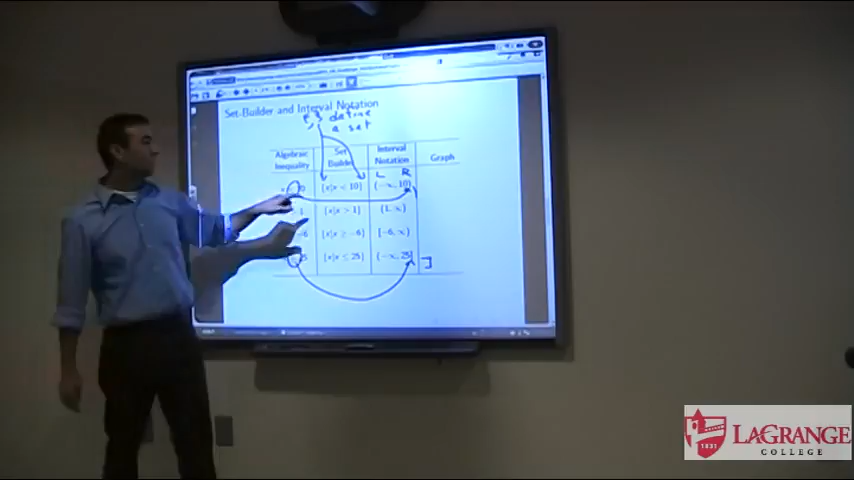 Set-Builder and Interval Notation
{ , } define
a set
Algebraic Set Interval
Inequality Builder Notation Graph
L R
{x|x < 10} (-∞, 10)
{x|x > 1} (1, ∞)
{x|x ≥ -6} [-6, ∞)
{x|x ≤ 25} (-∞, 25] ]
1831
LAGRANGE
COLLEGE